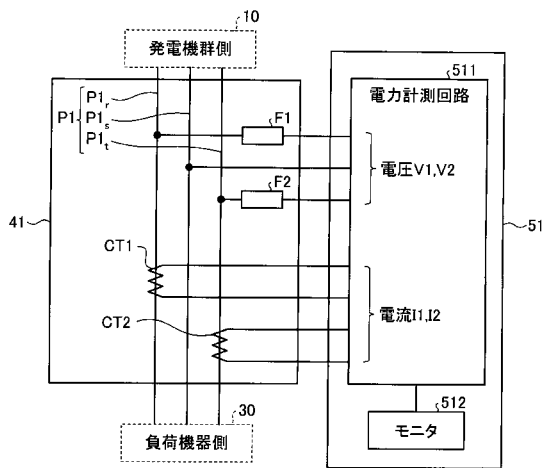 10
発電機群側
511
電力計測回路
P1
P1r
P1s
P1t
F1
F2
電圧V1,V2
41
51
CT1
CT2
電流I1,I2
30
負荷機器側
512
モニタ